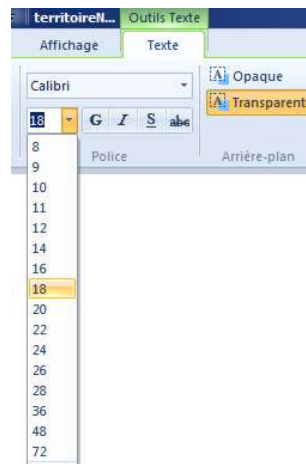 territoireN... Outils Texte
Affichage Texte
Calibri
Opaque
18 G I S abc
Transparent
Police
Arrière-plan
8
9
10
11
12
14
16
18
20
22
24
26
28
36
48
72